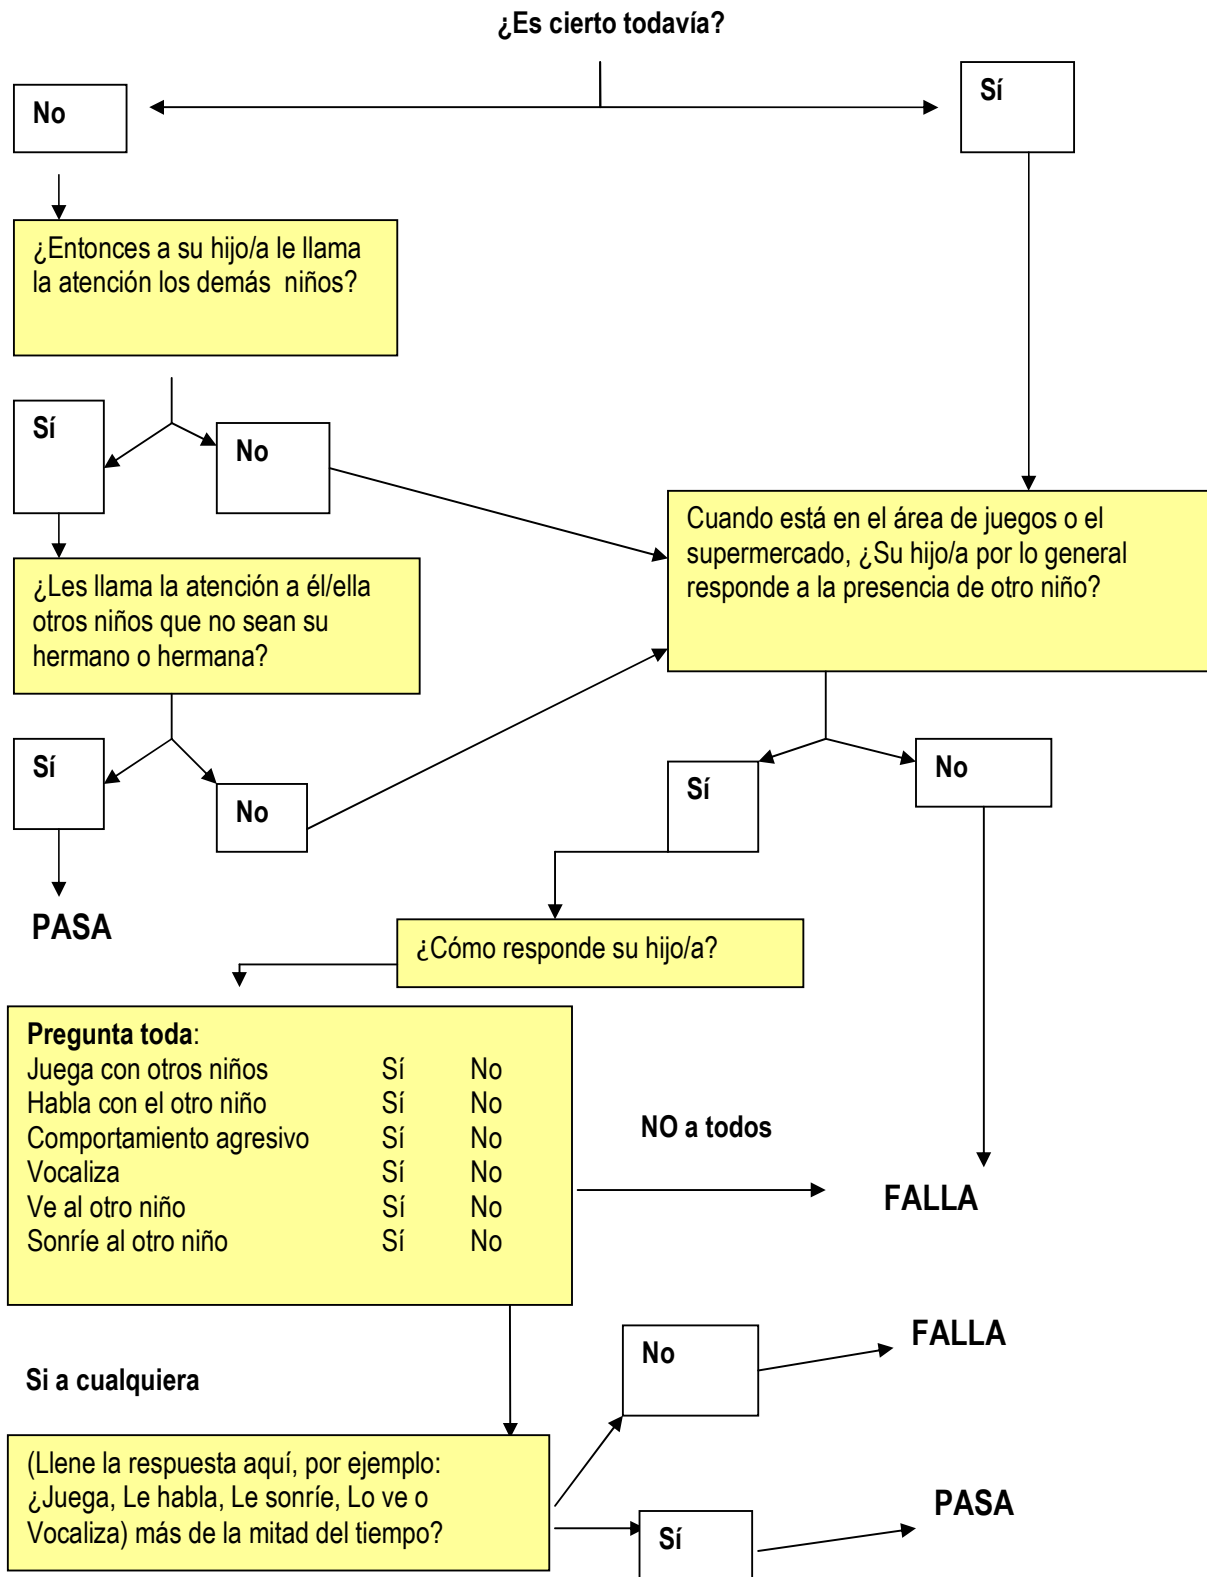 ¿Es cierto todavía?
No
Sí
¿Entonces a su hijo/a le llama
la atención los demás niños?
Sí
No
Cuando está en el área de juegos o el
supermercado, ¿Su hijo/a por lo general
responde a la presencia de otro niño?
¿Les llama la atención a él/ella
otros niños que no sean su
hermano o hermana?
Sí
No
Sí
No
PASA
¿Cómo responde su hijo/a?
Pregunta toda:
Juega con otros niños Sí No
Habla con el otro niño Sí No
Comportamiento agresivo Sí No
Vocaliza Sí No
Ve al otro niño Sí No
Sonríe al otro niño Sí No
NO a todos
FALLA
Si a cualquiera
No
FALLA
(Llene la respuesta aquí, por ejemplo:
¿Juega, Le habla, Le sonríe, Lo ve o
Vocaliza) más de la mitad del tiempo?
Sí
PASA